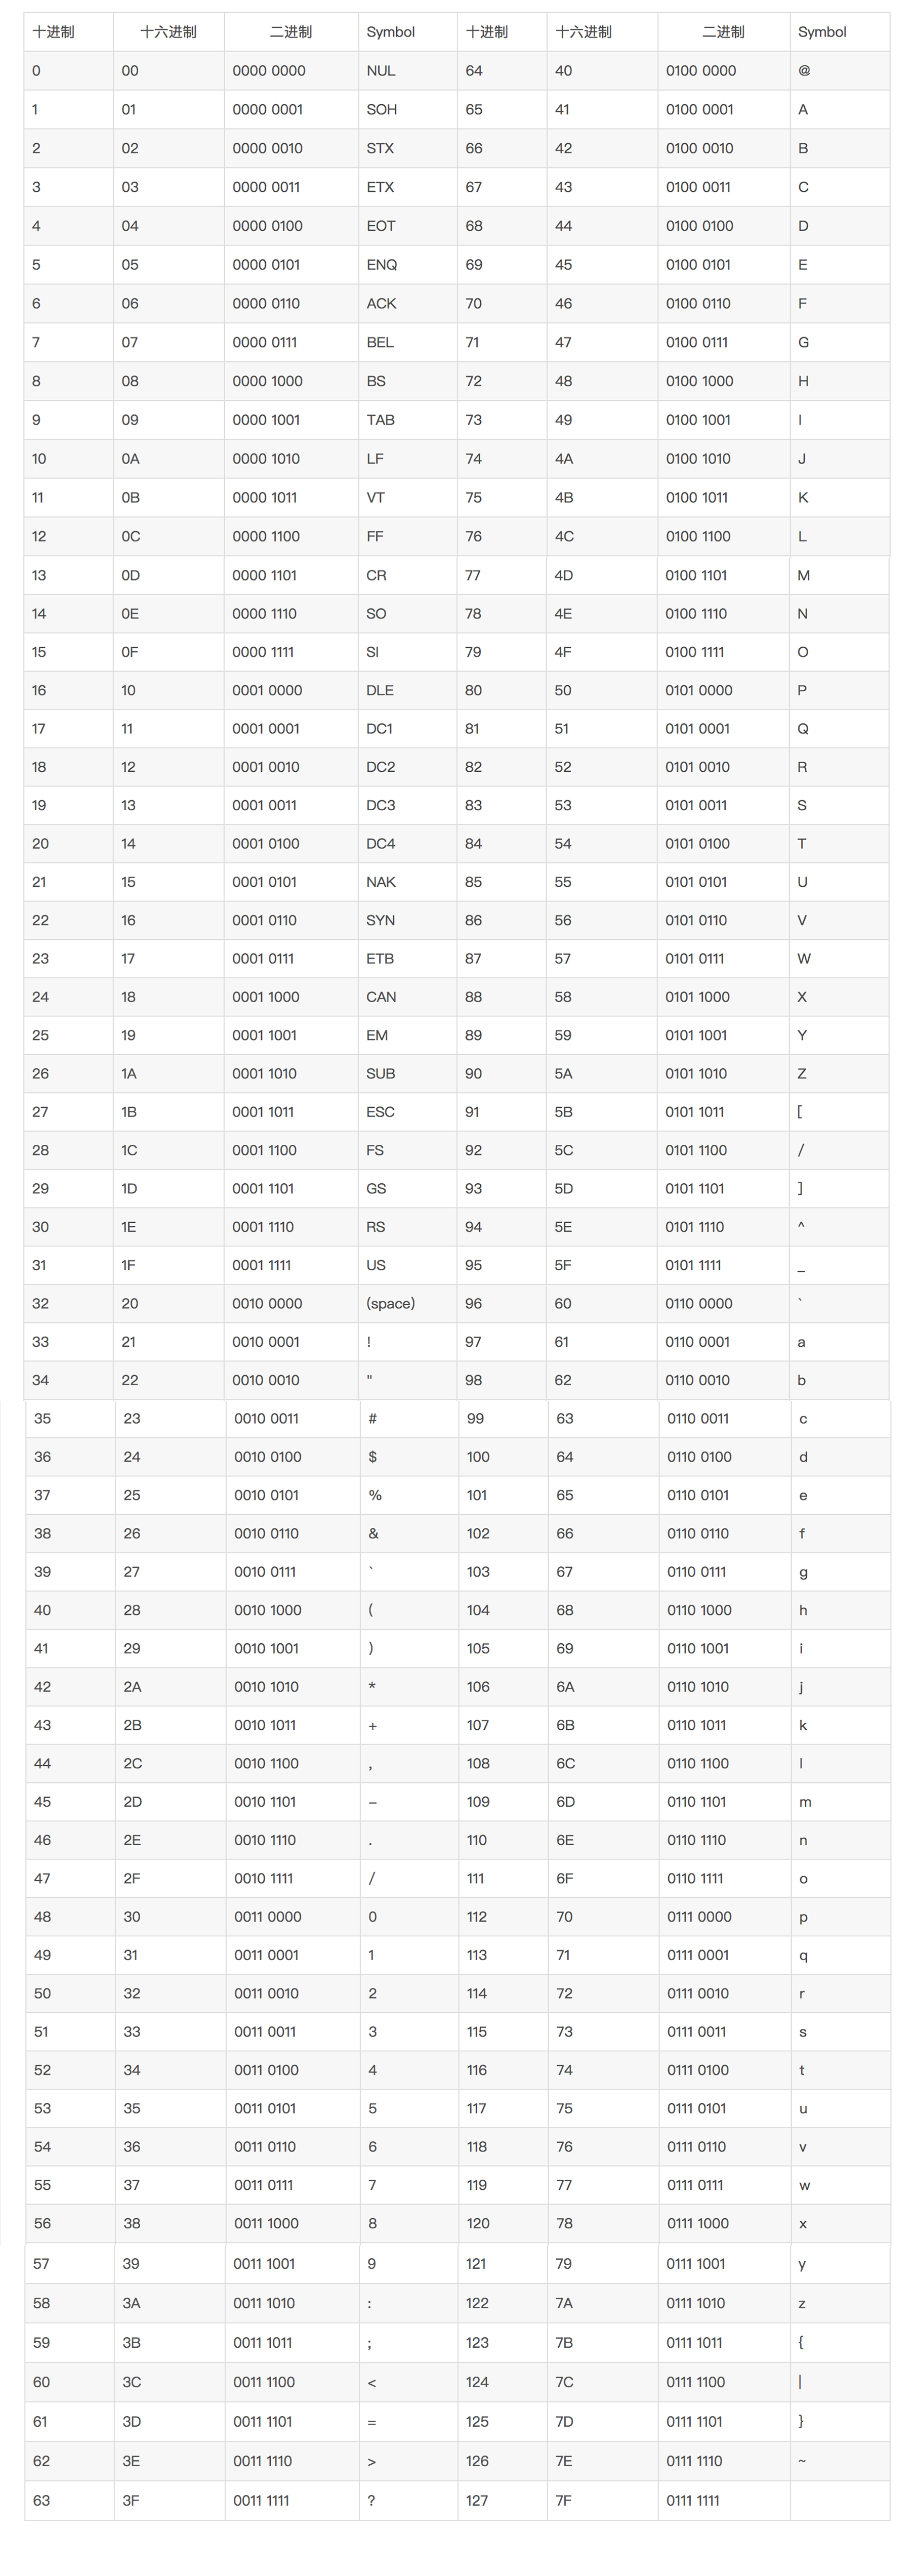 十进制 十六进制 二进制 Symbol 十进制 十六进制 二进制 Symbol
0 00 0000 0000 NUL 64 40 0100 0000 @
1 01 0000 0001 SOH 65 41 0100 0001 A
2 02 0000 0010 STX 66 42 0100 0010 B
3 03 0000 0011 ETX 67 43 0100 0011 C
4 04 0000 0100 EOT 68 44 0100 0100 D
5 05 0000 0101 ENQ 69 45 0100 0101 E
6 06 0000 0110 ACK 70 46 0100 0110 F
7 07 0000 0111 BEL 71 47 0100 0111 G
8 08 0000 1000 BS 72 48 0100 1000 H
9 09 0000 1001 TAB 73 49 0100 1001 I
10 0A 0000 1010 LF 74 4A 0100 1010 J
11 0B 0000 1011 VT 75 4B 0100 1011 K
12 0C 0000 1100 FF 76 4C 0100 1100 L
13 0D 0000 1101 CR 77 4D 0100 1101 M
14 0E 0000 1110 SO 78 4E 0100 1110 N
15 0F 0000 1111 SI 79 4F 0100 1111 O
16 10 0001 0000 DLE 80 50 0101 0000 P
17 11 0001 0001 DC1 81 51 0101 0001 Q
18 12 0001 0010 DC2 82 52 0101 0010 R
19 13 0001 0011 DC3 83 53 0101 0011 S
20 14 0001 0100 DC4 84 54 0101 0100 T
21 15 0001 0101 NAK 85 55 0101 0101 U
22 16 0001 0110 SYN 86 56 0101 0110 V
23 17 0001 0111 ETB 87 57 0101 0111 W
24 18 0001 1000 CAN 88 58 0101 1000 X
25 19 0001 1001 EM 89 59 0101 1001 Y
26 1A 0001 1010 SUB 90 5A 0101 1010 Z
27 1B 0001 1011 ESC 91 5B 0101 1011 [
28 1C 0001 1100 FS 92 5C 0101 1100 /
29 1D 0001 1101 GS 93 5D 0101 1101 ]
30 1E 0001 1110 RS 94 5E 0101 1110 ^
31 1F 0001 1111 US 95 5F 0101 1111 _
32 20 0010 0000 (space) 96 60 0110 0000 `
33 21 0010 0001 ! 97 61 0110 0001 a
34 22 0010 0010 " 98 62 0110 0010 b
35 23 0010 0011 # 99 63 0110 0011 c
36 24 0010 0100 $ 100 64 0110 0100 d
37 25 0010 0101 % 101 65 0110 0101 e
38 26 0010 0110 & 102 66 0110 0110 f
39 27 0010 0111 ` 103 67 0110 0111 g
40 28 0010 1000 ( 104 68 0110 1000 h
41 29 0010 1001 ) 105 69 0110 1001 i
42 2A 0010 1010 * 106 6A 0110 1010 j
43 2B 0010 1011 + 107 6B 0110 1011 k
44 2C 0010 1100 , 108 6C 0110 1100 l
45 2D 0010 1101 – 109 6D 0110 1101 m
46 2E 0010 1110 . 110 6E 0110 1110 n
47 2F 0010 1111 / 111 6F 0110 1111 o
48 30 0011 0000 0 112 70 0111 0000 p
49 31 0011 0001 1 113 71 0111 0001 q
50 32 0011 0010 2 114 72 0111 0010 r
51 33 0011 0011 3 115 73 0111 0011 s
52 34 0011 0100 4 116 74 0111 0100 t
53 35 0011 0101 5 117 75 0111 0101 u
54 36 0011 0110 6 118 76 0111 0110 v
55 37 0011 0111 7 119 77 0111 0111 w
56 38 0011 1000 8 120 78 0111 1000 x
57 39 0011 1001 9 121 79 0111 1001 y
58 3A 0011 1010 : 122 7A 0111 1010 z
59 3B 0011 1011 ; 123 7B 0111 1011 {
60 3C 0011 1100 < 124 7C 0111 1100 |
61 3D 0011 1101 = 125 7D 0111 1101 }
62 3E 0011 1110 > 126 7E 0111 1110 ~
63 3F 0011 1111 ? 127 7F 0111 1111